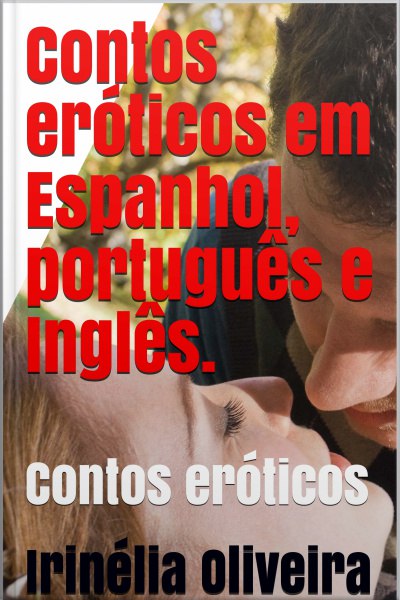 Contos
eróticos em
Espanhol,
português e
Inglês.
Contos eróticos
Irinélia Oliveira